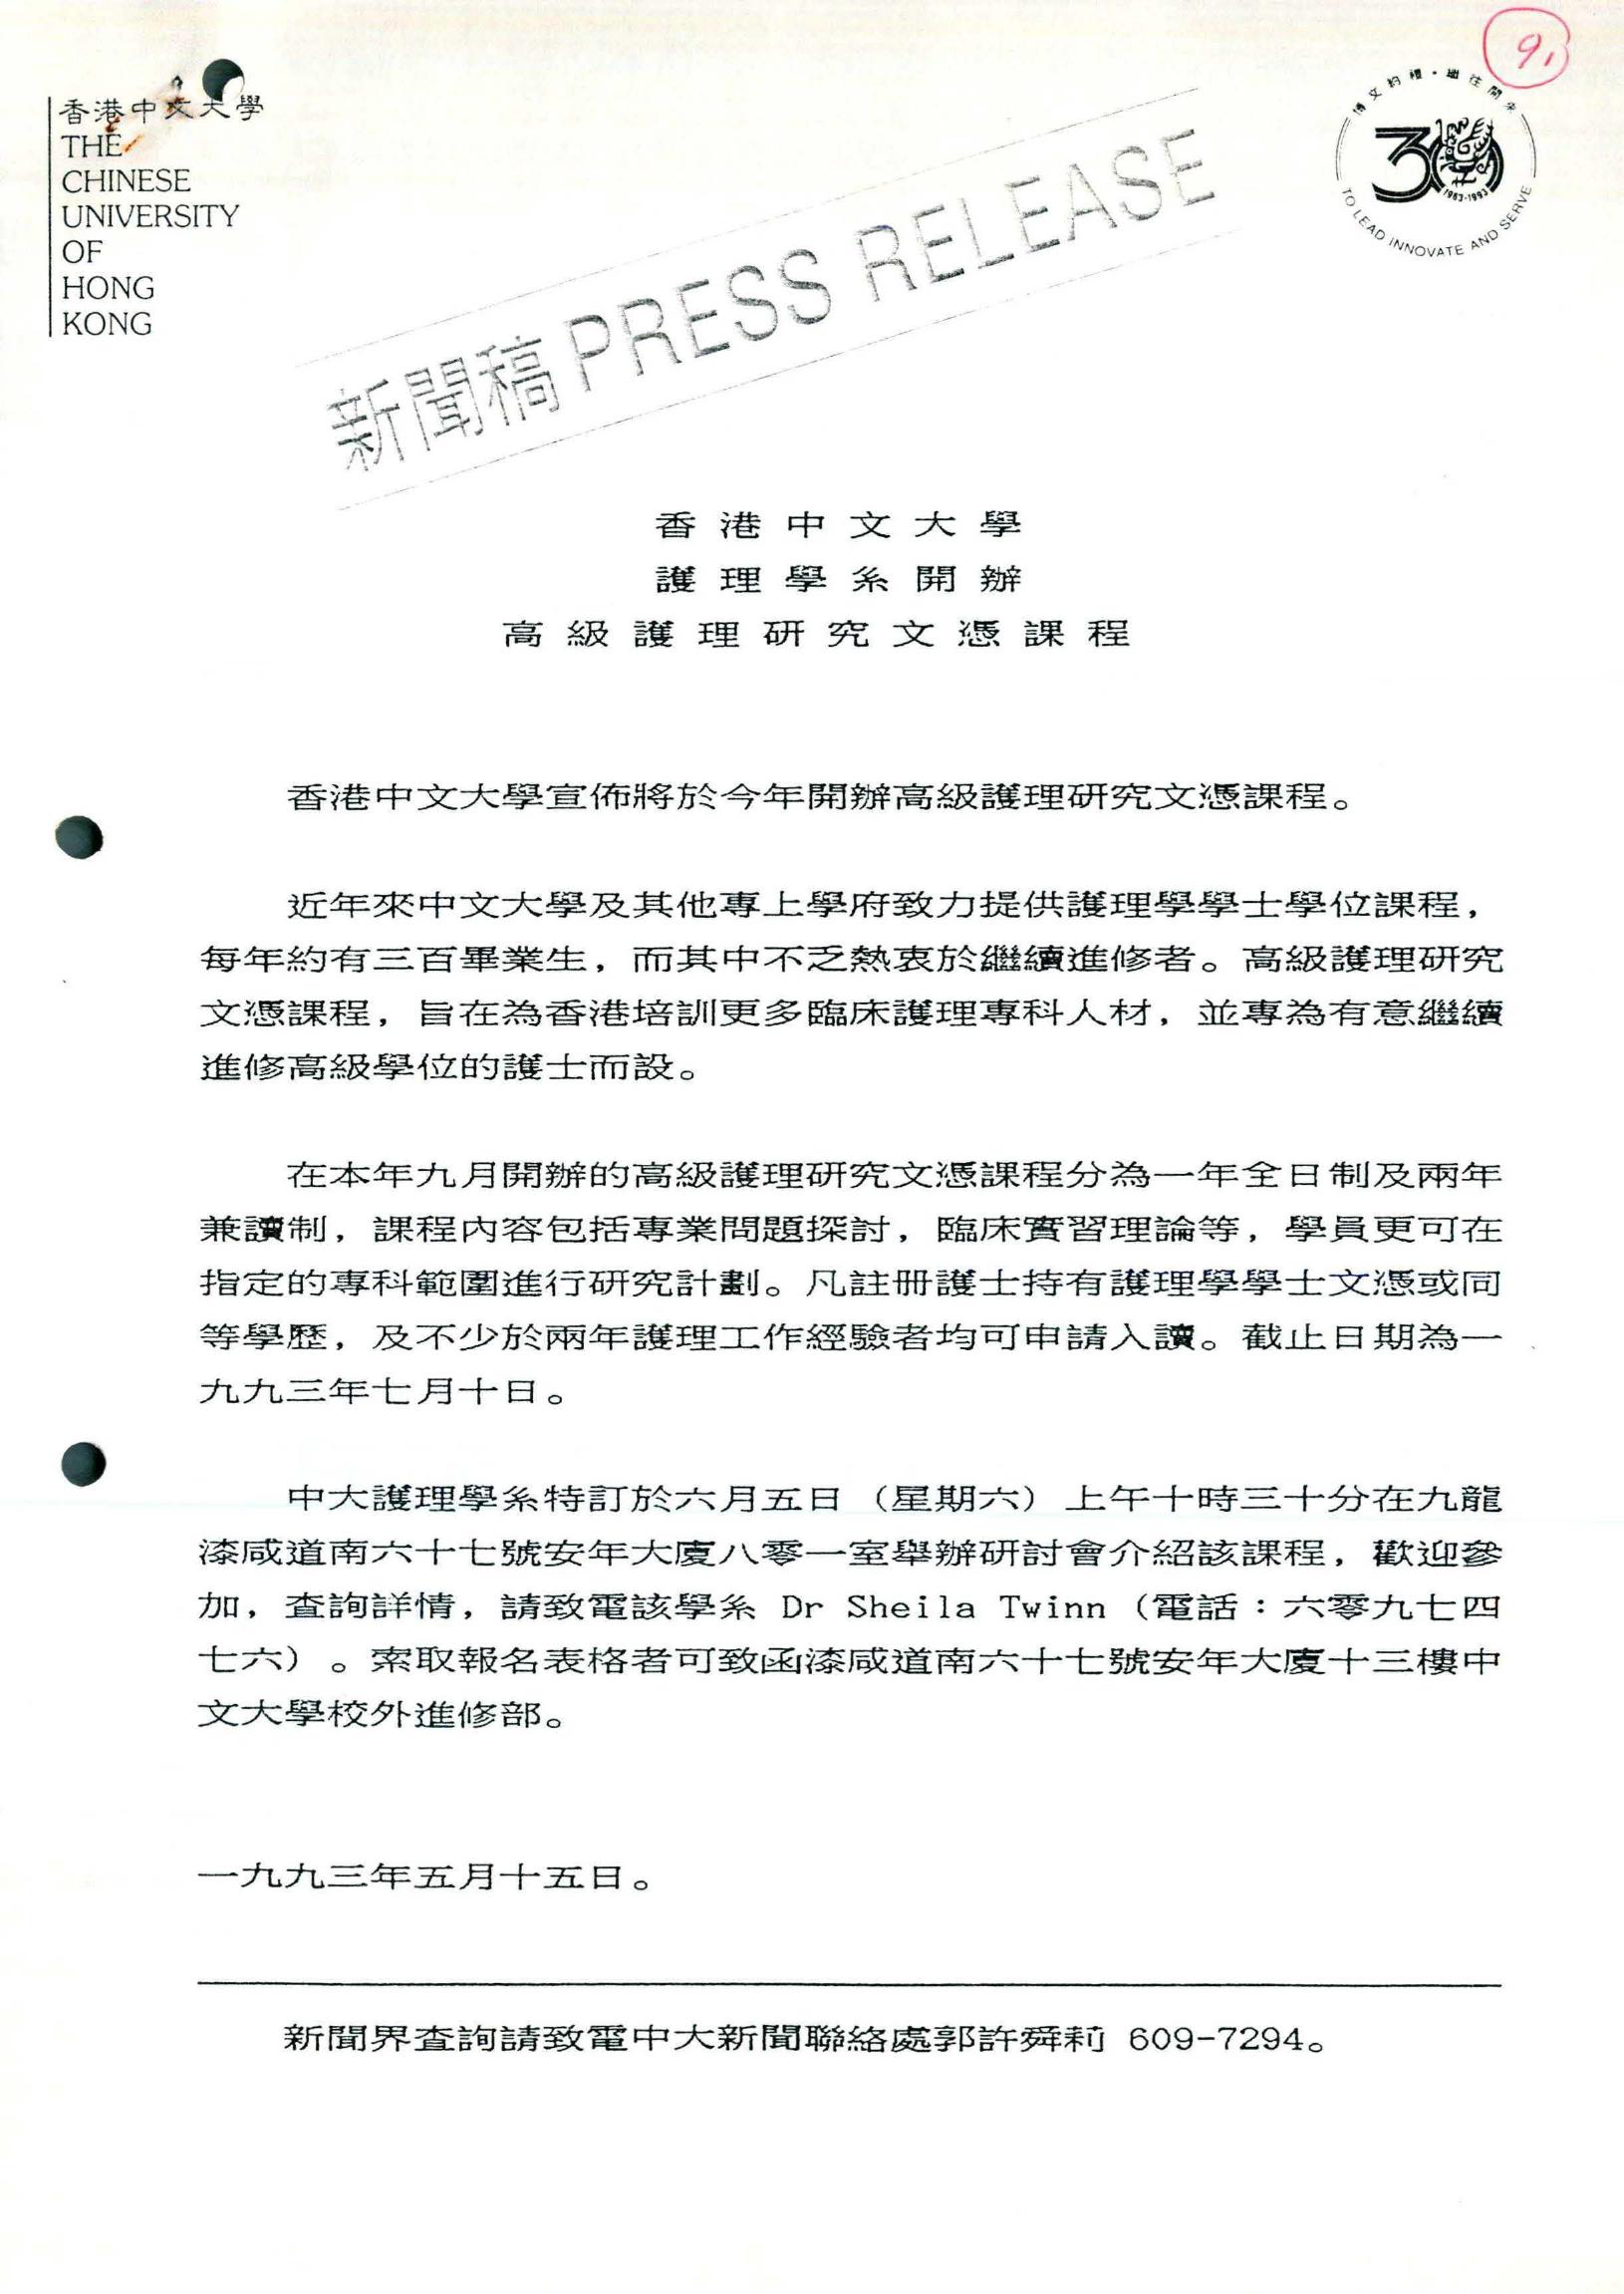 香港中文大學
THE
CHINESE
UNIVERSITY
OF
HONG
KONG
新聞稿 PRESS RELEASE
博文約禮・繼往開來
30
1963-1993
TO LEAD INNOVATE AND SERVE
香港中文大學
護理學系開辦
高級護理研究文憑課程
香港中文大學宣佈將於今年開辦高級護理研究文憑課程。
近年來中文大學及其他專上學府致力提供護理學學士學位課程，
每年約有三百畢業生，而其中不乏熱衷於繼續進修者。高級護理研究
文憑課程，旨在為香港培訓更多臨床護理專科人材，並專為有意繼續
進修高級學位的護士而設。
在本年九月開辦的高級護理研究文憑課程分為一年全日制及兩年
兼讀制，課程內容包括專業問題探討，臨床實習理論等，學員更可在
指定的專科範圍進行研究計劃。凡註冊護士持有護理學學士文憑或同
等學歷，及不少於兩年護理工作經驗者均可申請入讀。截止日期為一
九九三年七月十日。
中大護理學系特訂於六月五日（星期六）上午十時三十分在九龍
漆咸道南六十七號安年大廈八零一室舉辦研討會介紹該課程，歡迎參
加，查詢詳情，請致電該學系 Dr Sheila Twinn（電話：六零九七四
七六）。索取報名表格者可致函漆咸道南六十七號安年大廈十三樓中
文大學校外進修部。
一九九三年五月十五日。
新聞界查詢請致電中大新聞聯絡處郭許舜莉 609-7294。